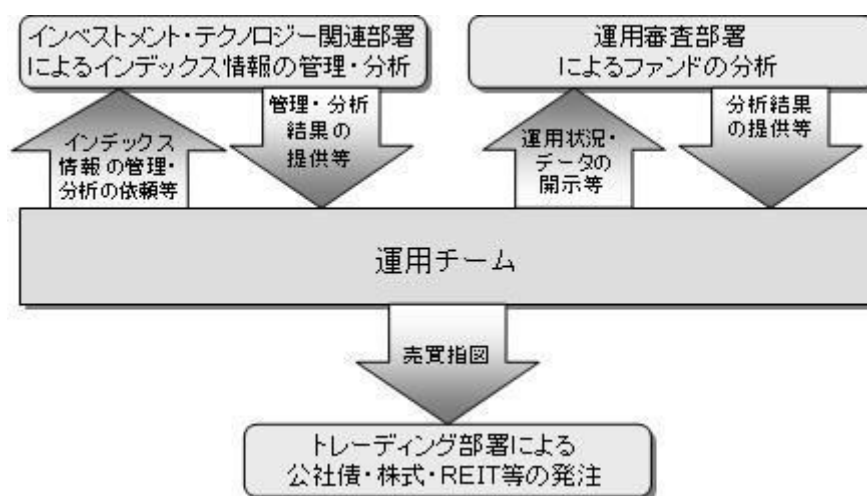 インベストメント・テクノロジー関連部署
によるインデックス情報の管理・分析
運用審査部署
によるファンドの分析
インデックス
情報の管理・
分析の依頼等
管理・分析
結果の
提供等
運用状況・
データの
開示等
分析結果
の提供等
運用チーム
売買指図
トレーディング部署による
公社債・株式・REIT等の発注